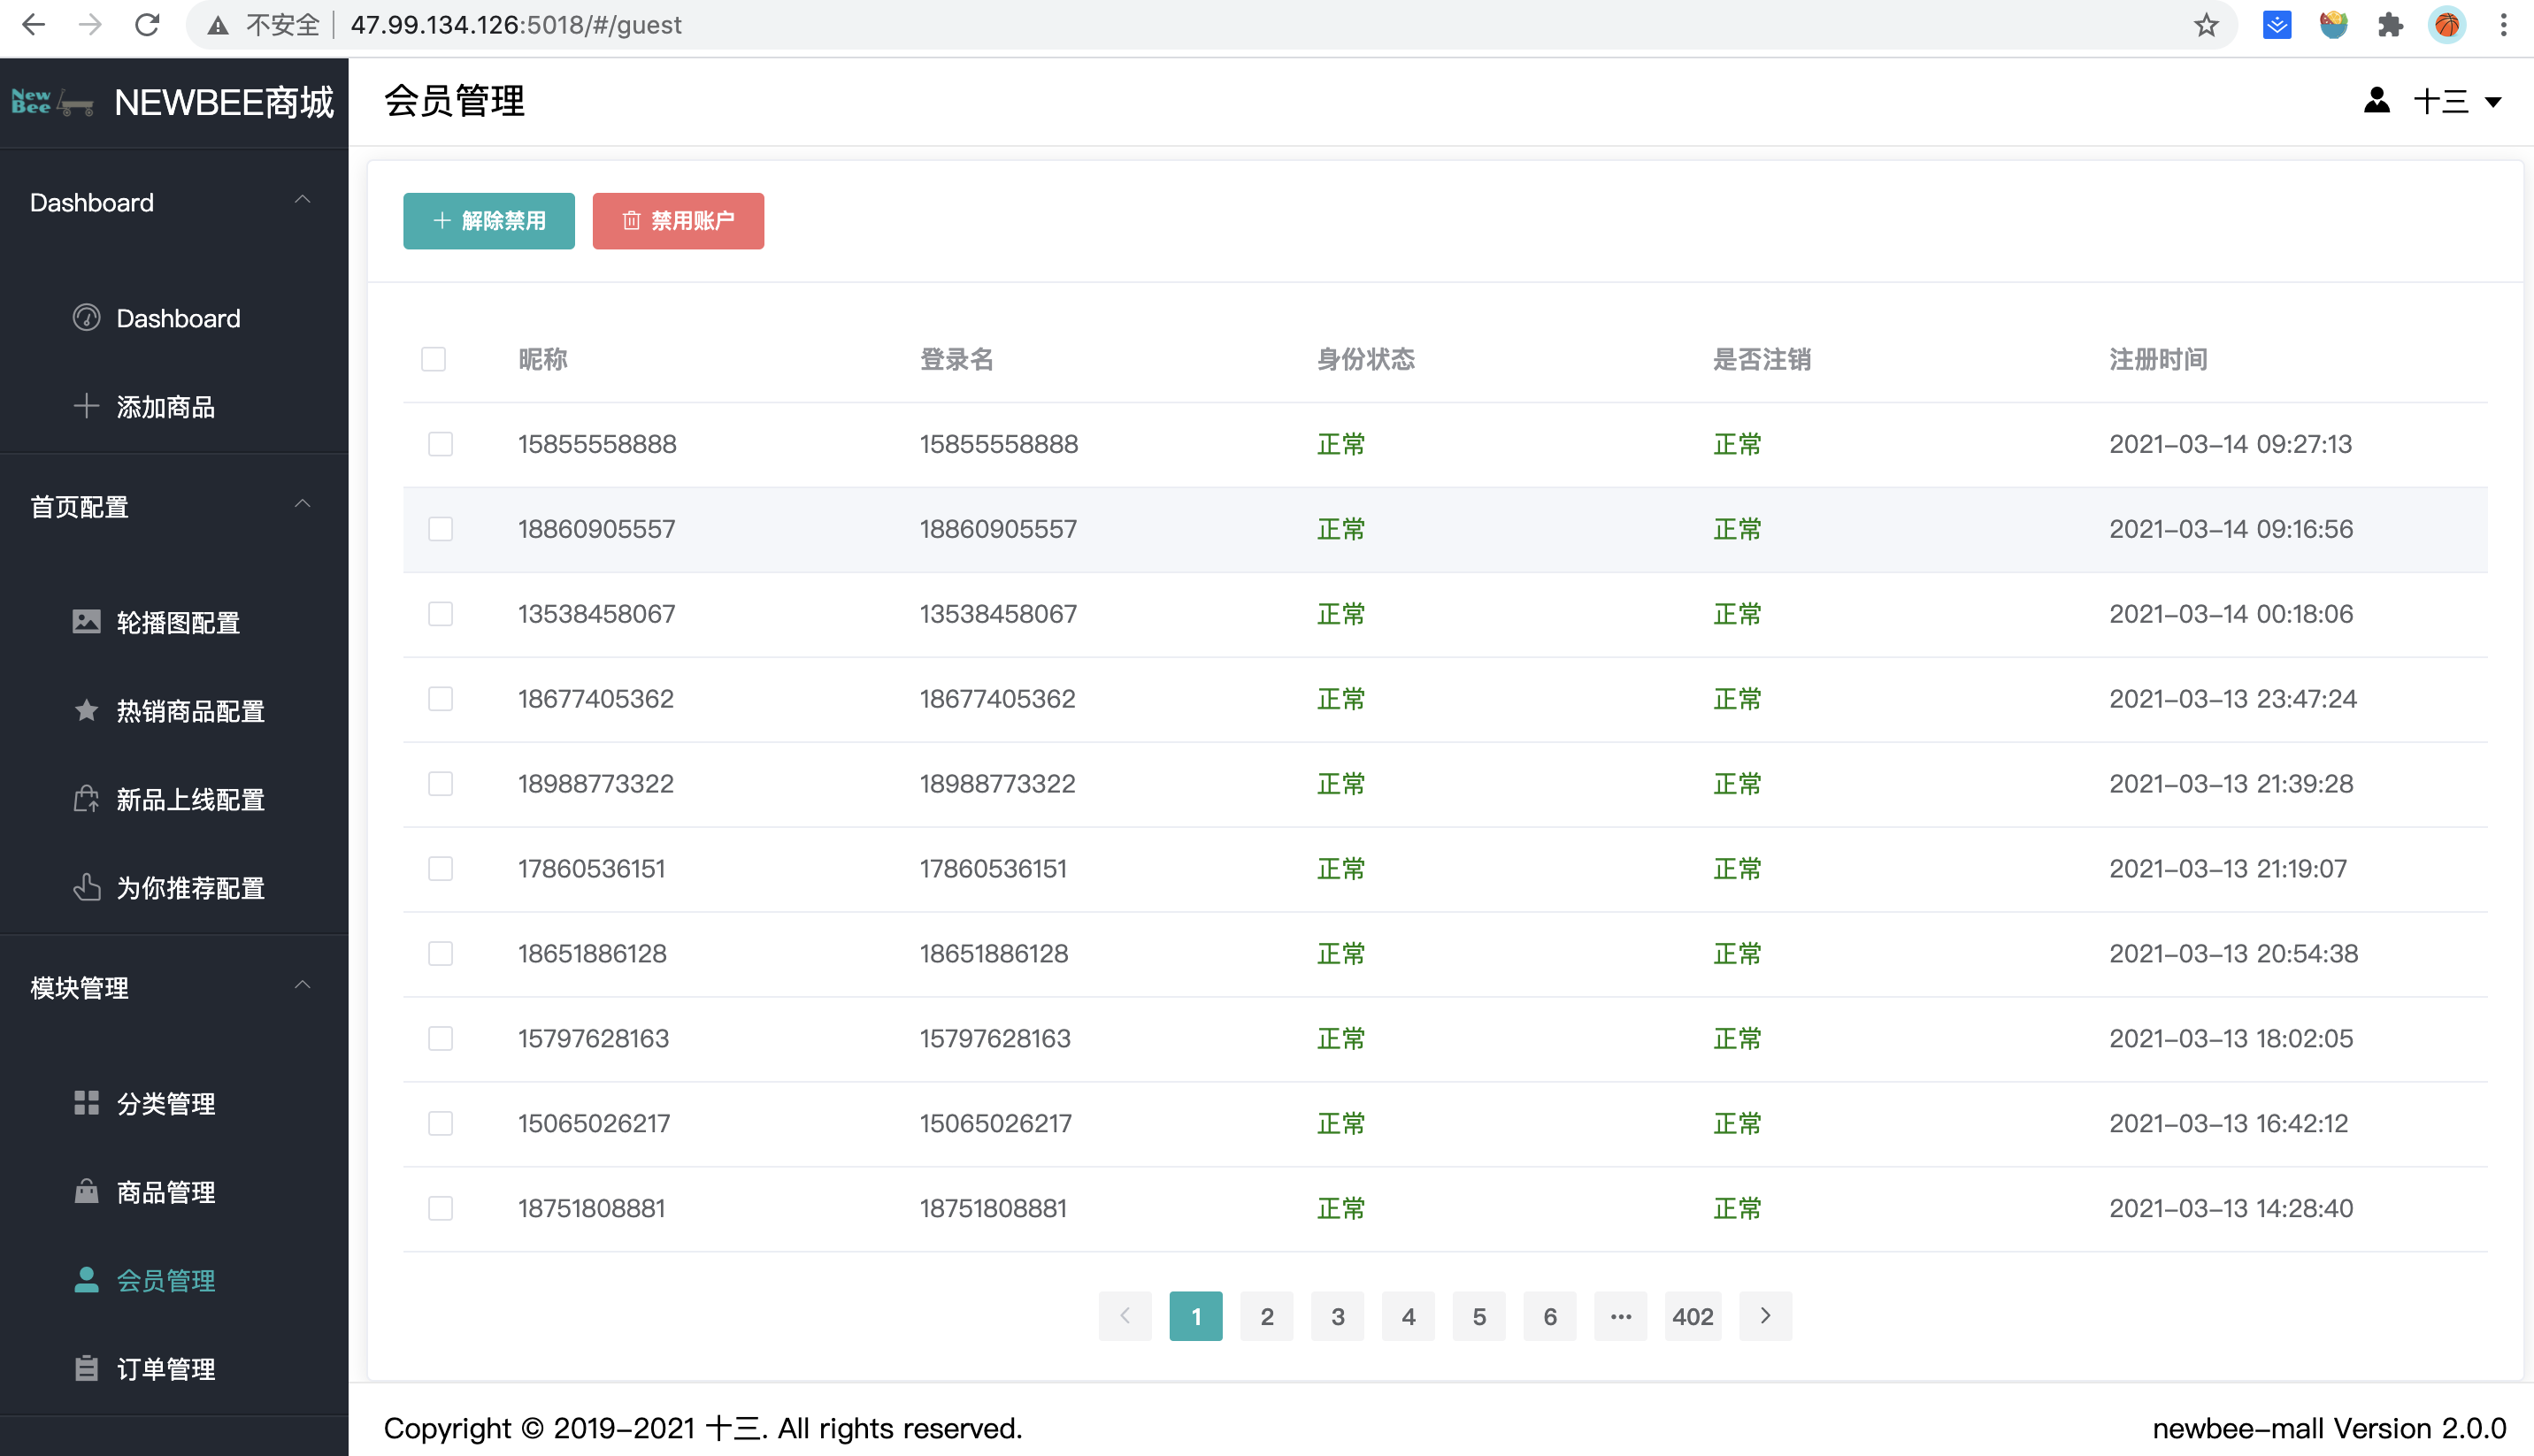 不安全 47.99.134.126:5018/#/guest
New Bee NEWBEE商城
会员管理
十三
Dashboard
Dashboard
添加商品
首页配置
轮播图配置
热销商品配置
新品上线配置
为你推荐配置
模块管理
分类管理
商品管理
会员管理
订单管理
解除禁用 禁用账户
昵称 登录名 身份状态 是否注销 注册时间
15855558888 15855558888 正常 正常 2021-03-14 09:27:13
18860905557 18860905557 正常 正常 2021-03-14 09:16:56
13538458067 13538458067 正常 正常 2021-03-14 00:18:06
18677405362 18677405362 正常 正常 2021-03-13 23:47:24
18988773322 18988773322 正常 正常 2021-03-13 21:39:28
17860536151 17860536151 正常 正常 2021-03-13 21:19:07
18651886128 18651886128 正常 正常 2021-03-13 20:54:38
15797628163 15797628163 正常 正常 2021-03-13 18:02:05
15065026217 15065026217 正常 正常 2021-03-13 16:42:12
18751808881 18751808881 正常 正常 2021-03-13 14:28:40
1 2 3 4 5 6 ... 402
Copyright © 2019-2021 十三. All rights reserved.
newbee-mall Version 2.0.0